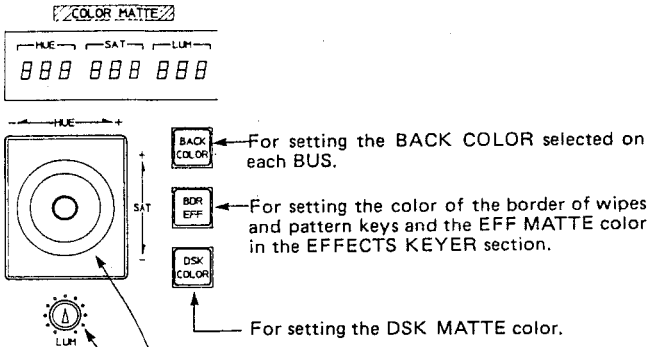 COLOR MATTE
HUE SAT LUM
888 888 888
- HUE +
+
SAT
-
BACK
COLOR
For setting the BACK COLOR selected on
each BUS.
BDR
EFF
For setting the color of the border of wipes
and pattern keys and the EFF MATTE color
in the EFFECTS KEYER section.
DSK
COLOR
For setting the DSK MATTE color.
LUM